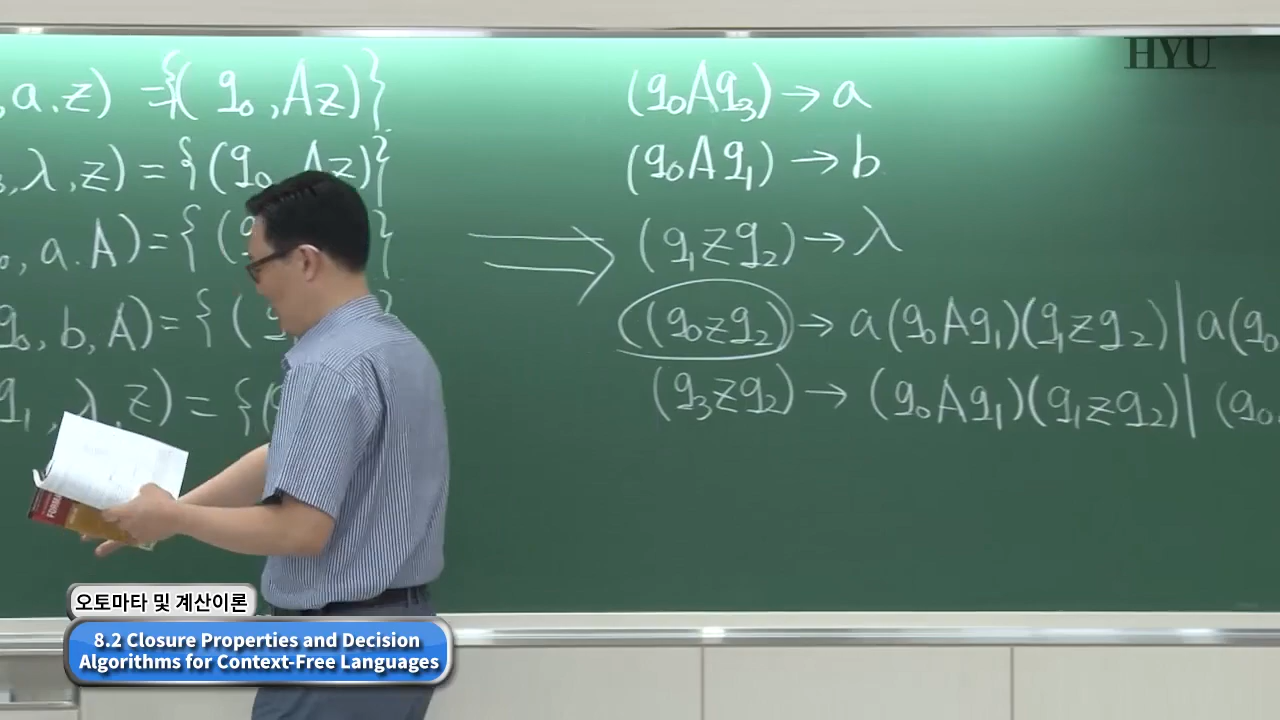 HYU
, a, z) = {( q₀, Az)}
₃, λ, z) = {(q₀, Az)}
₀, a. A) = {(q
q₀, b, A) = {(q
q₁, λ, z) = {(q
(q₀Aq₃) → a
(q₀Aq₁) → b
(q₁zq₂) → λ
(q₀zq₂) → a(q₀Aq₁)(q₁zq₂)| a(q₀
(q₃zq₂) → (q₀Aq₁)(q₁zq₂)| (q₀
오토마타 및 계산이론
8.2 Closure Properties and Decision
Algorithms for Context-Free Languages